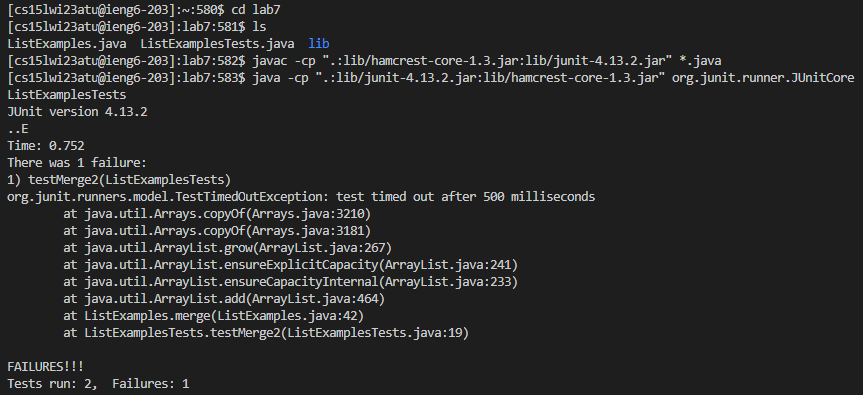 [cs15lwi23atu@ieng6-203]:~:580$ cd lab7
[cs15lwi23atu@ieng6-203]:lab7:581$ ls
ListExamples.java  ListExamplesTests.java  lib
[cs15lwi23atu@ieng6-203]:lab7:582$ javac -cp ".:lib/hamcrest-core-1.3.jar:lib/junit-4.13.2.jar" *.java
[cs15lwi23atu@ieng6-203]:lab7:583$ java -cp ".:lib/junit-4.13.2.jar:lib/hamcrest-core-1.3.jar" org.junit.runner.JUnitCore
ListExamplesTests
JUnit version 4.13.2
..E
Time: 0.752
There was 1 failure:
1) testMerge2(ListExamplesTests)
org.junit.runners.model.TestTimedOutException: test timed out after 500 milliseconds
        at java.util.Arrays.copyOf(Arrays.java:3210)
        at java.util.Arrays.copyOf(Arrays.java:3181)
        at java.util.ArrayList.grow(ArrayList.java:267)
        at java.util.ArrayList.ensureExplicitCapacity(ArrayList.java:241)
        at java.util.ArrayList.ensureCapacityInternal(ArrayList.java:233)
        at java.util.ArrayList.add(ArrayList.java:464)
        at ListExamples.merge(ListExamples.java:42)
        at ListExamplesTests.testMerge2(ListExamplesTests.java:19)

FAILURES!!!
Tests run: 2,  Failures: 1